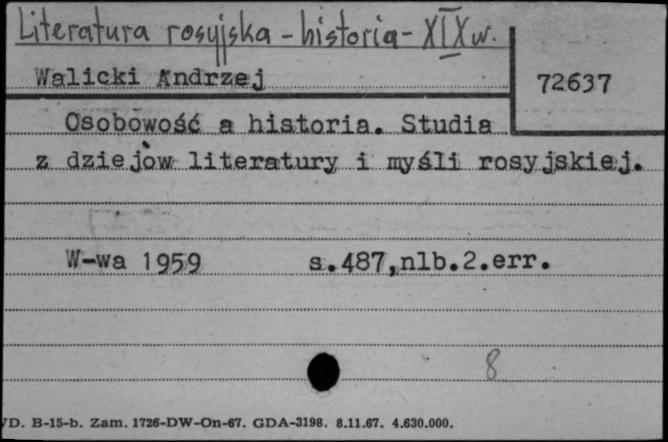 Literatura rosyjska - historia - XIX w.
Walicki Andrzej
72637
Osobowość a historia. Studia
z dziejów literatury i myśli rosyjskiej.
W-wa 1959 s.487,nlb.2.err.
8
D. B-15-b. Zam. 1726-DW-On-67. GDA-3198. 8.11.67. 4.630.000.